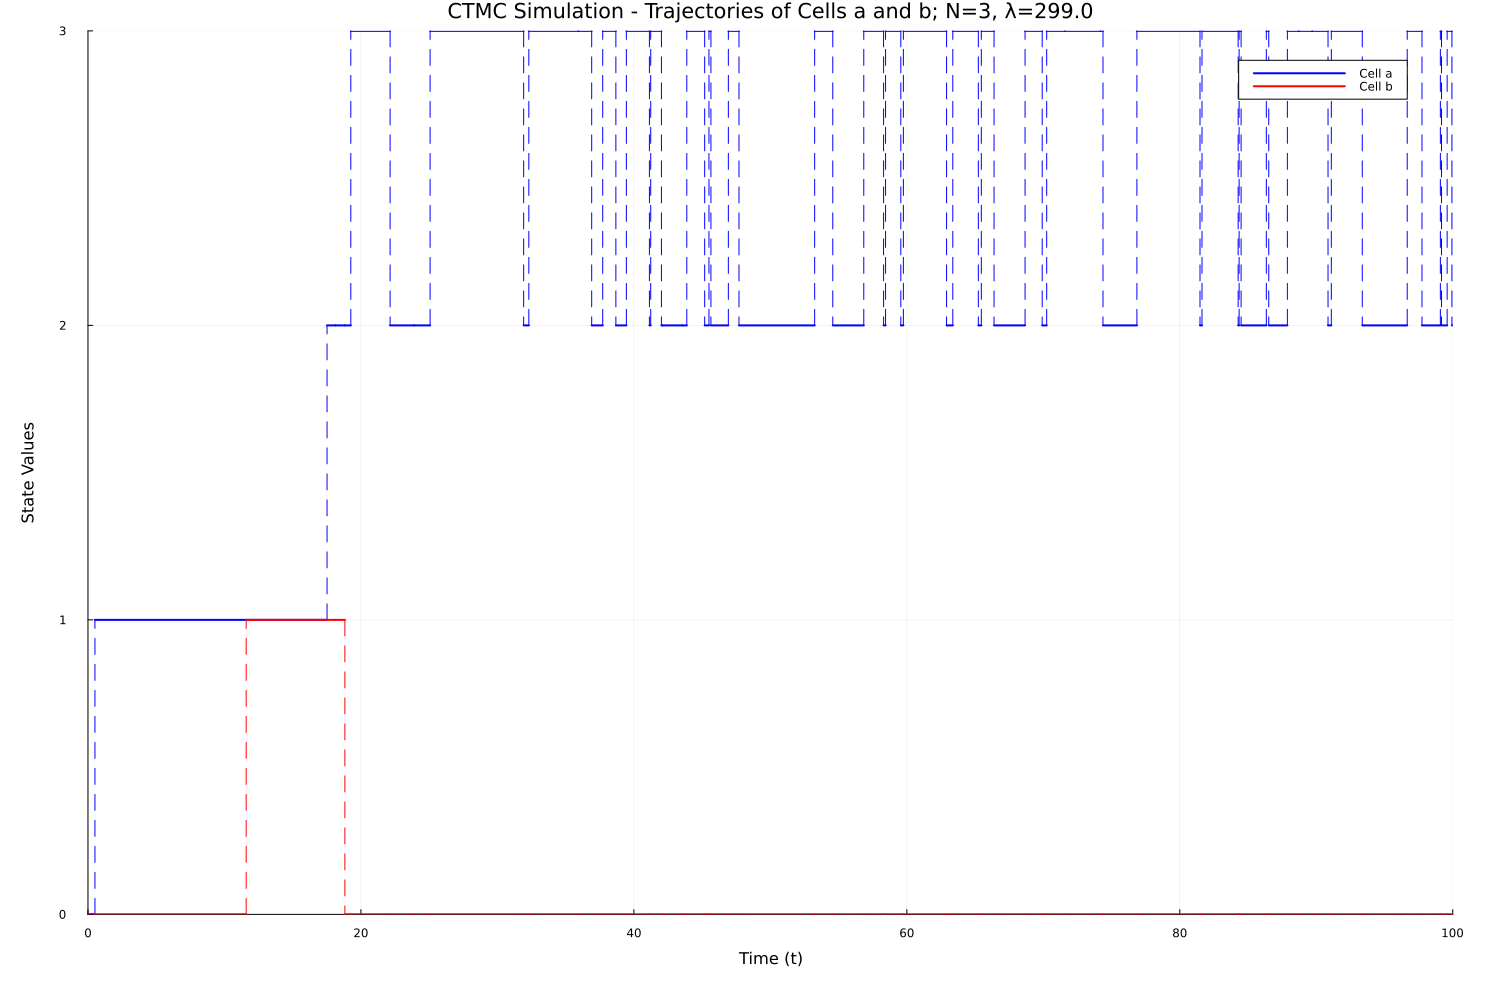 CTMC Simulation - Trajectories of Cells a and b; N=3, λ=299.0
3
Cell a
Cell b
2
State Values
1
0
0 20 40 60 80 100
Time (t)